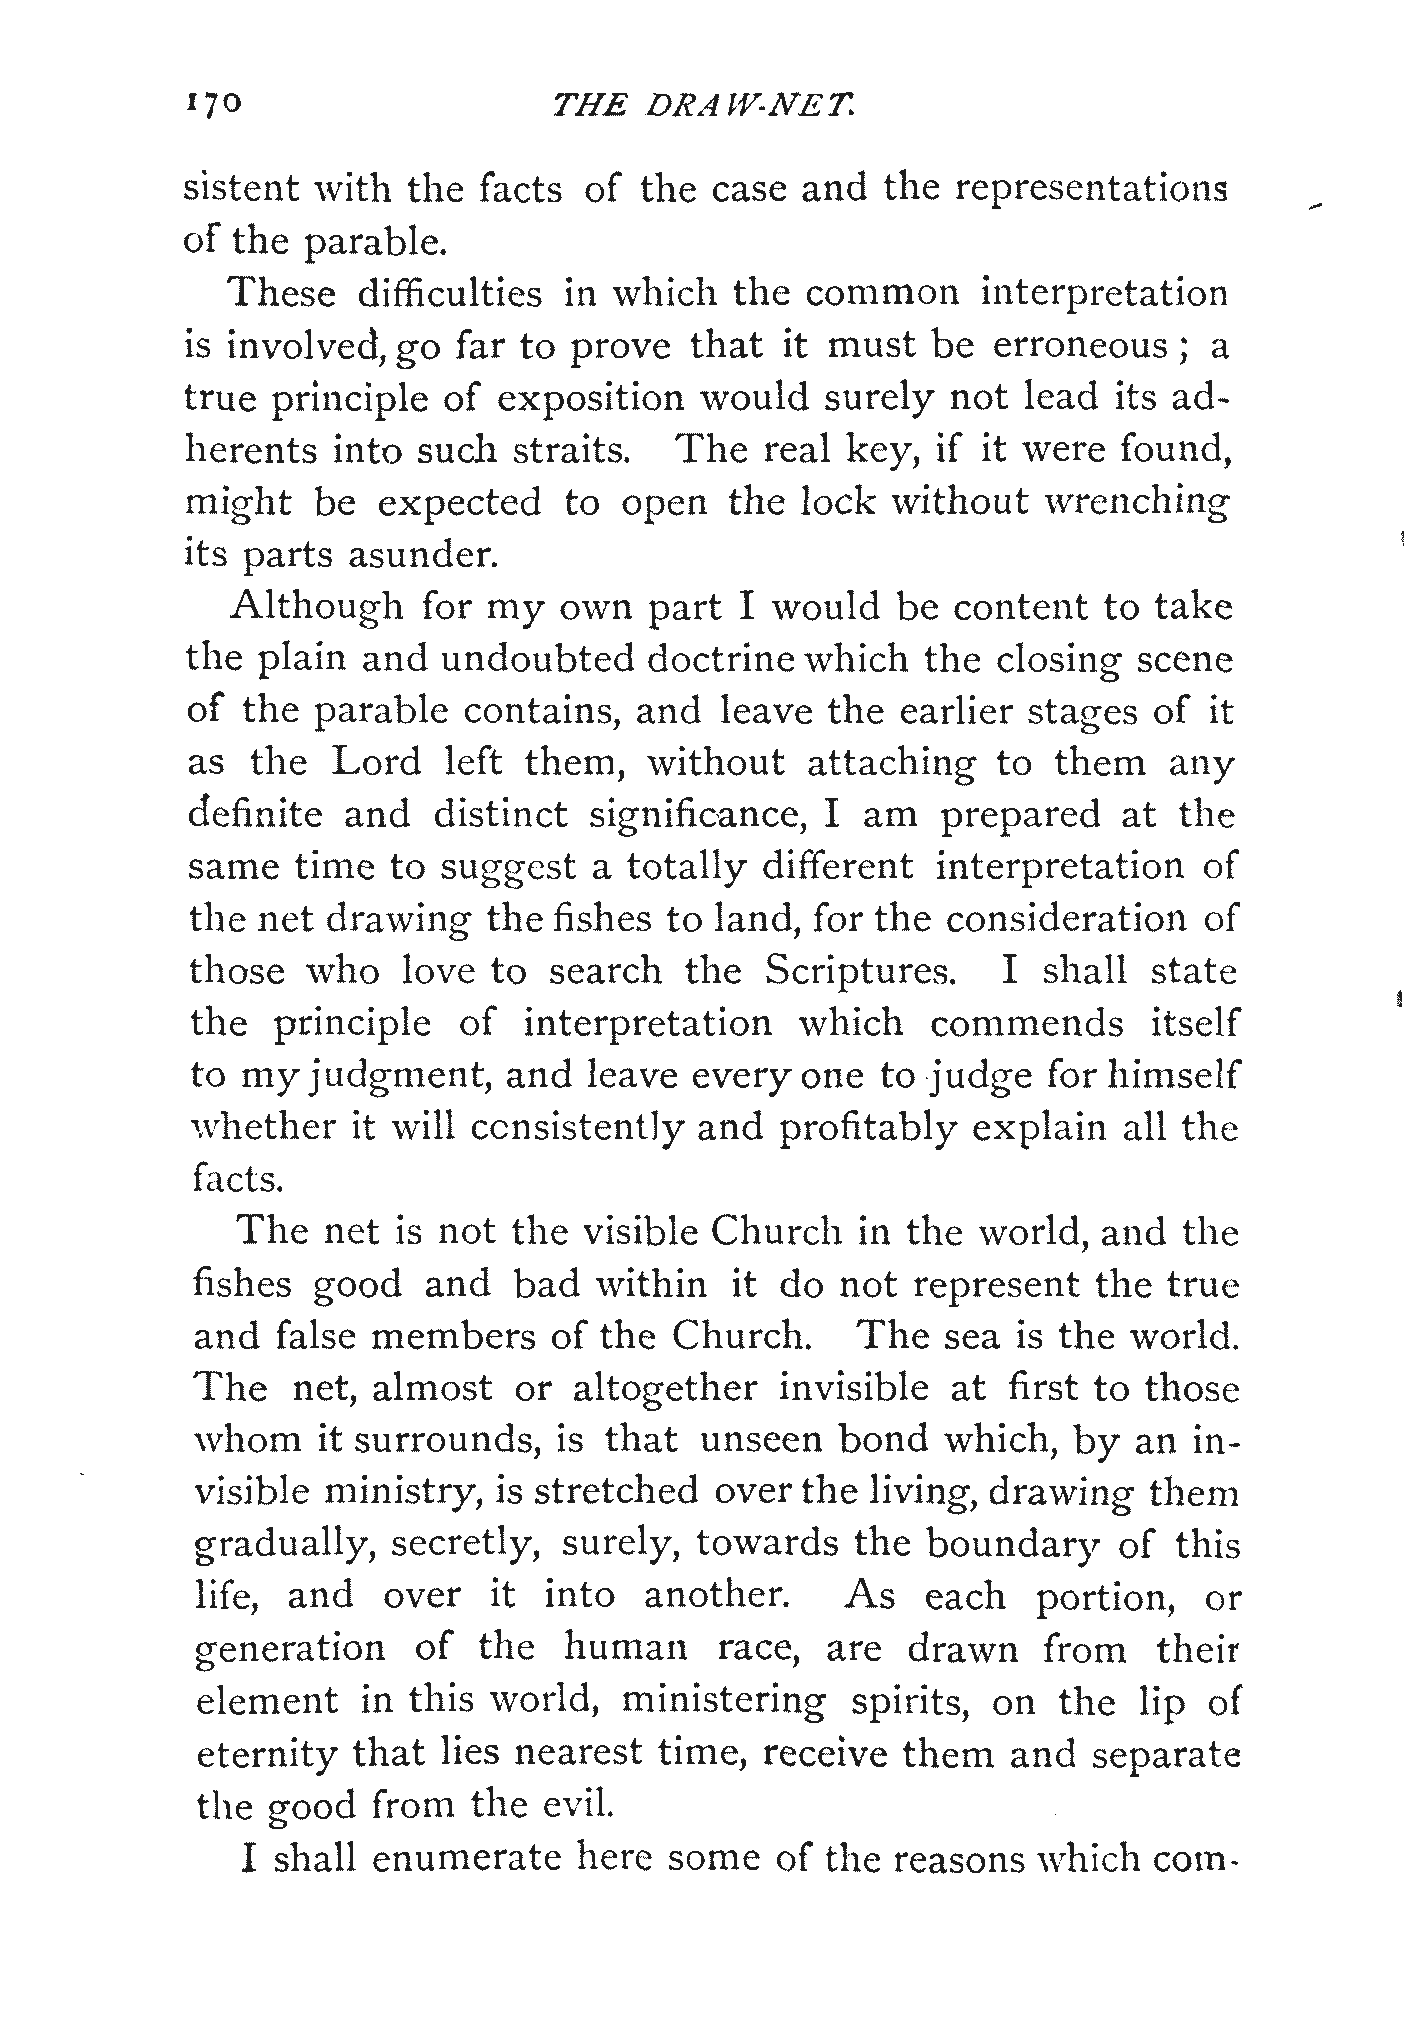 170 THE DRAW-NET.
sistent with the facts of the case and the representations
of the parable.
These difficulties in which the common interpretation
is involved, go far to prove that it must be erroneous ; a
true principle of exposition would surely not lead its ad-
herents into such straits. The real key, if it were found,
might be expected to open the lock without wrenching
its parts asunder.
Although for my own part I would be content to take
the plain and undoubted doctrine which the closing scene
of the parable contains, and leave the earlier stages of it
as the Lord left them, without attaching to them any
definite and distinct significance, I am prepared at the
same time to suggest a totally different interpretation of
the net drawing the fishes to land, for the consideration of
those who love to search the Scriptures. I shall state
the principle of interpretation which commends itself
to my judgment, and leave every one to judge for himself
whether it will consistently and profitably explain all the
facts.
The net is not the visible Church in the world, and the
fishes good and bad within it do not represent the true
and false members of the Church. The sea is the world.
The net, almost or altogether invisible at first to those
whom it surrounds, is that unseen bond which, by an in-
visible ministry, is stretched over the living, drawing them
gradually, secretly, surely, towards the boundary of this
life, and over it into another. As each portion, or
generation of the human race, are drawn from their
element in this world, ministering spirits, on the lip of
eternity that lies nearest time, receive them and separate
the good from the evil.
I shall enumerate here some of the reasons which com-